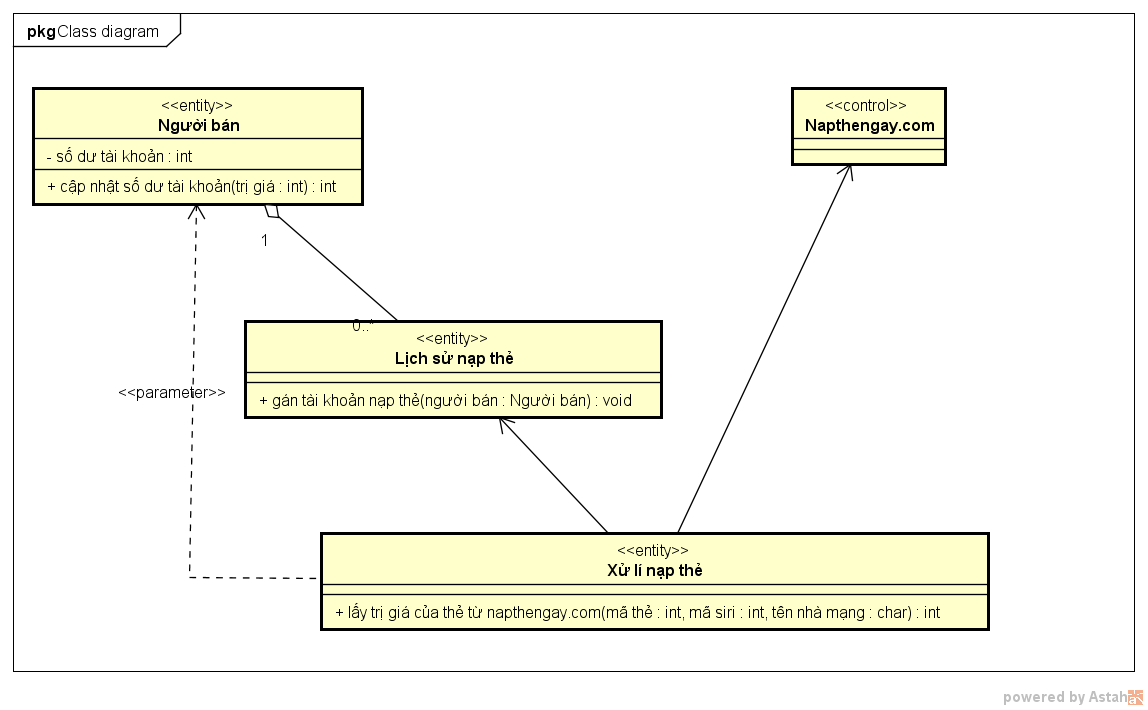 pkg Class diagram
<<entity>>
Người bán
- số dư tài khoản : int
+ cập nhật số dư tài khoản(trị giá : int) : int
<<control>>
Napthengay.com
1
0..*
<<entity>>
Lịch sử nạp thẻ
+ gán tài khoản nạp thẻ(người bán : Người bán) : void
<<parameter>>
<<entity>>
Xử lí nạp thẻ
+ lấy trị giá của thẻ từ napthengay.com(mã thẻ : int, mã siri : int, tên nhà mạng : char) : int
powered by Astah